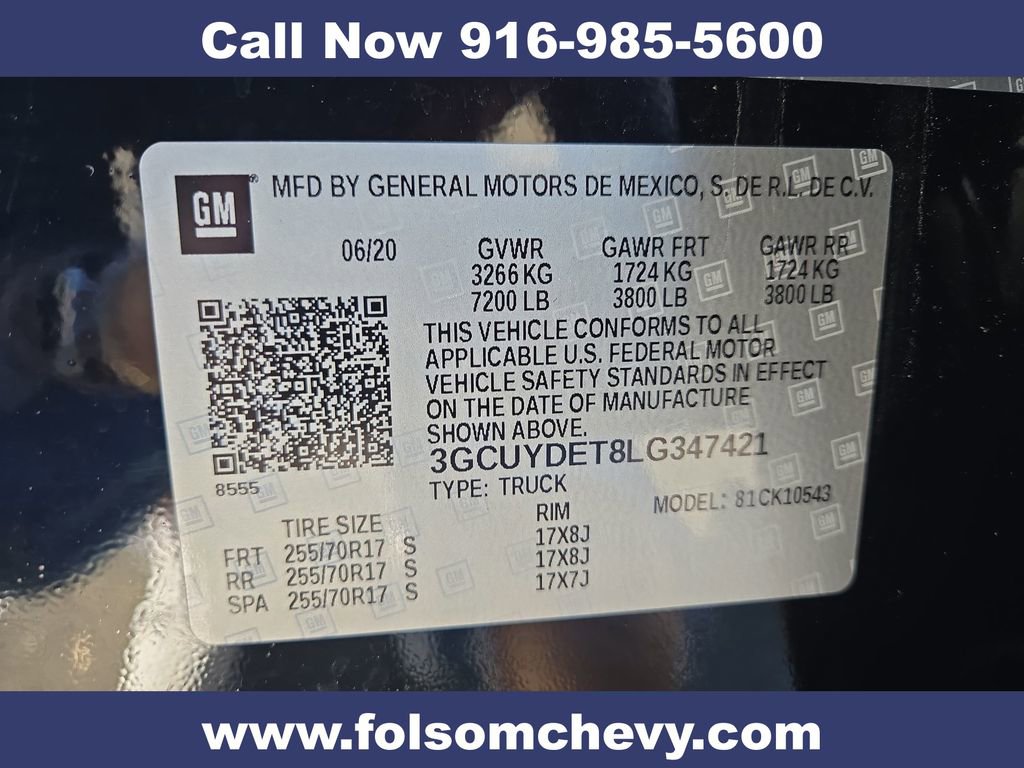 Call Now 916-985-5600
GM
MFD BY GENERAL MOTORS DE MEXICO, S. DE R.L. DE C.V.
06/20 GVWR GAWR FRT GAWR RR
3266 KG 1724 KG 1724 KG
7200 LB 3800 LB 3800 LB
THIS VEHICLE CONFORMS TO ALL
APPLICABLE U.S. FEDERAL MOTOR
VEHICLE SAFETY STANDARDS IN EFFECT
ON THE DATE OF MANUFACTURE
SHOWN ABOVE.
3GCUYDET8LG347421
8555
TYPE: TRUCK MODEL: 81CK10543
TIRE SIZE RIM
FRT 255/70R17 S 17X8J
RR 255/70R17 S 17X8J
SPA 255/70R17 S 17X7J
www.folsomchevy.com